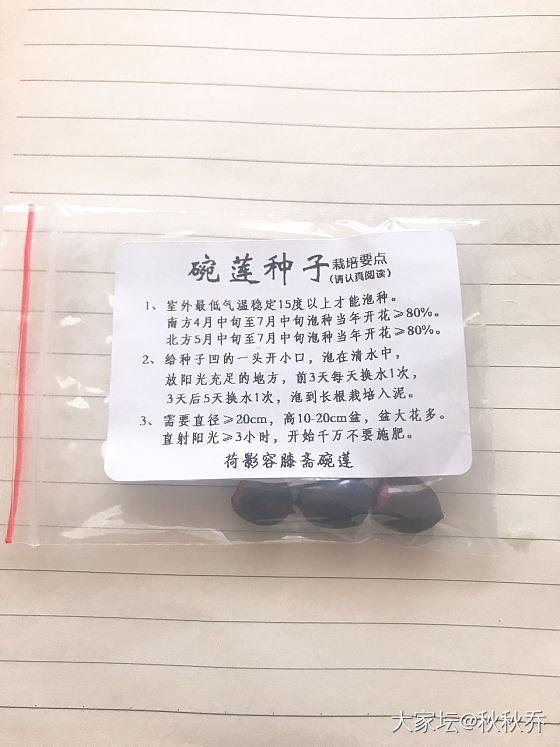 碗莲种子栽培要点
(请认真阅读)
1、室外最低气温稳定15度以上才能泡种。
南方4月中旬至7月中旬泡种当年开花≥80%。
北方5月中旬至7月中旬泡种当年开花≥80%。
2、给种子凹的一头开小口，泡在清水中，
放阳光充足的地方，前3天每天换水1次，
3天后5天换水1次，泡到长根栽培入泥。
3、需要直径≥20cm，高10-20cm盆，盆大花多。
直射阳光≥3小时，开始千万不要施肥。
荷影容膝斋碗莲
大家坛@秋秋乔